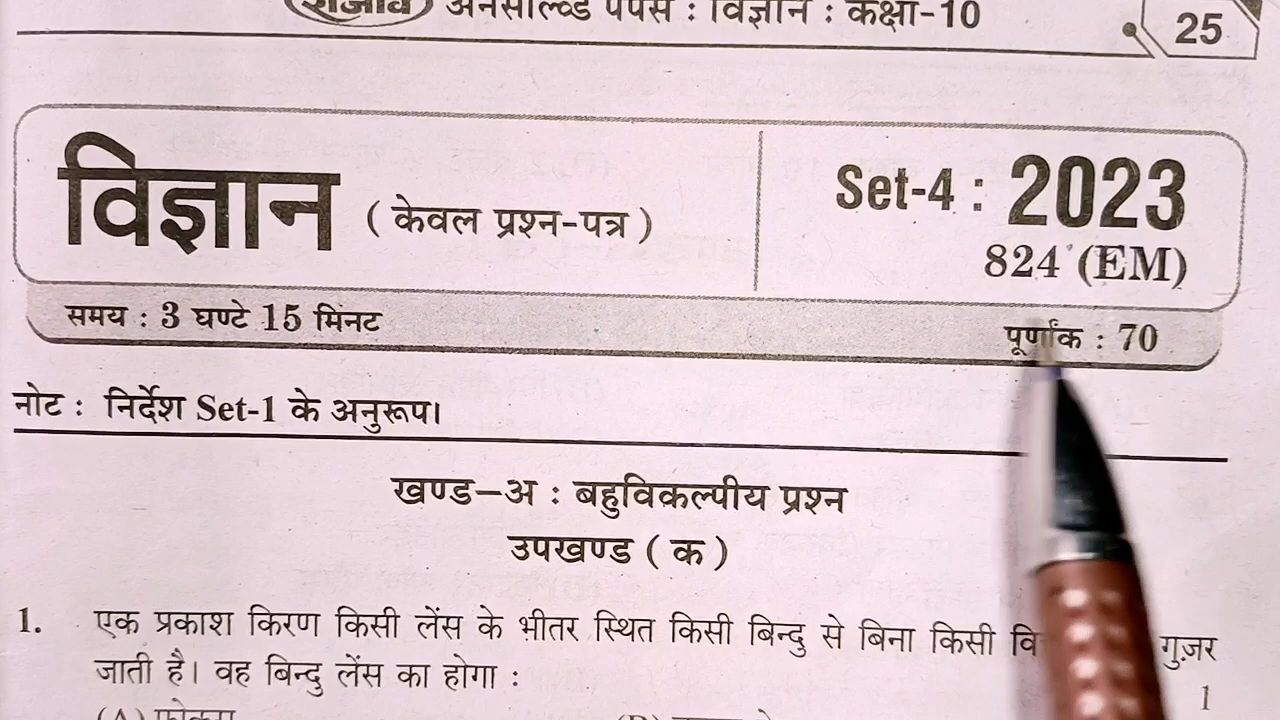 राजीव अनसॉल्व्ड पेपर्स : विज्ञान : कक्षा-10 25
विज्ञान ( केवल प्रश्न-पत्र ) Set-4 : 2023
824 (EM)
समय : 3 घण्टे 15 मिनट पूर्णांक : 70
नोट : निर्देश Set-1 के अनुरूप।
खण्ड–अ : बहुविकल्पीय प्रश्न
उपखण्ड ( क )
1. एक प्रकाश किरण किसी लेंस के भीतर स्थित किसी बिन्दु से बिना किसी वि गुज़र
जाती है। वह बिन्दु लेंस का होगा : 1
(A) फोकस (B)